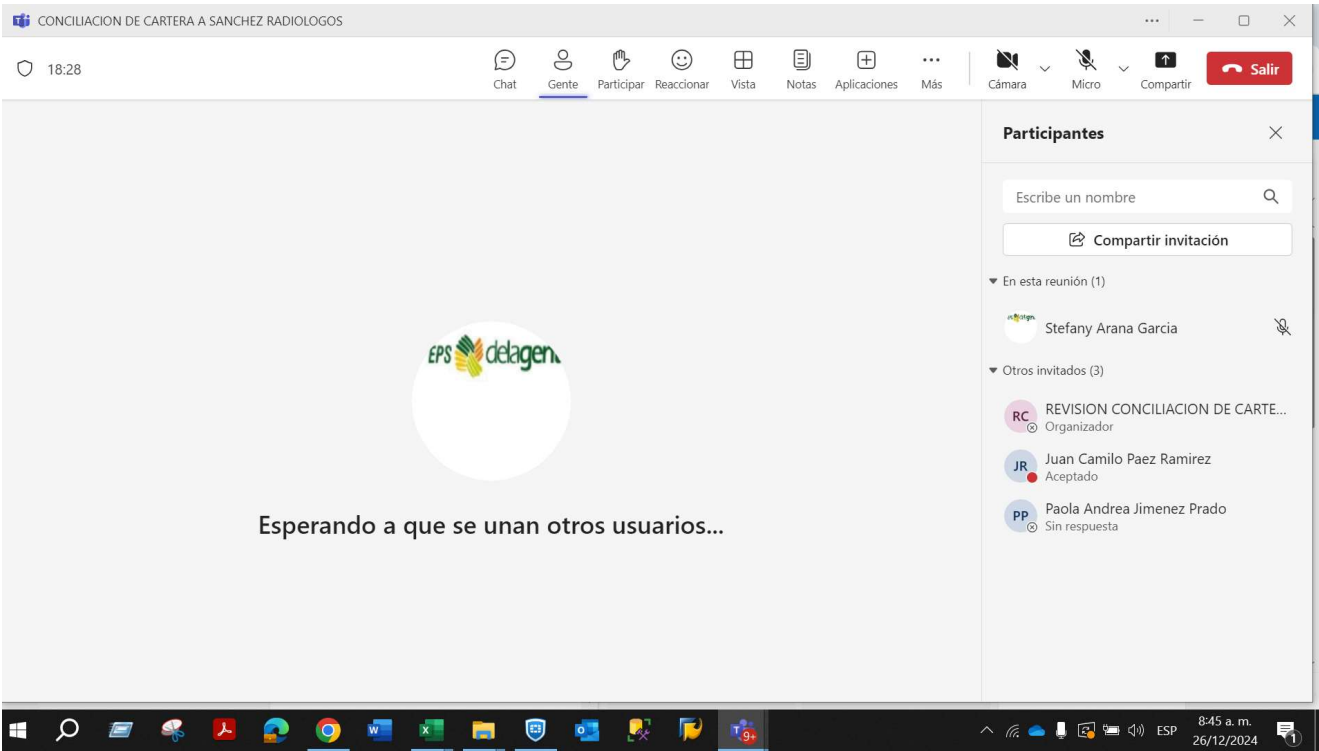 CONCILIACION DE CARTERA A SANCHEZ RADIOLOGOS
18:28
Chat
Gente
Participar
Reaccionar
Vista
Notas
Aplicaciones
Más
Cámara
Micro
Compartir
Salir
Participantes
Escribe un nombre
Compartir invitación
En esta reunión (1)
Stefany Arana Garcia
Otros invitados (3)
RC
REVISION CONCILIACION DE CARTE...
Organizador
JR
Juan Camilo Paez Ramirez
Aceptado
PP
Paola Andrea Jimenez Prado
Sin respuesta
EPS delagen
Esperando a que se unan otros usuarios...
9+
ESP
8:45 a. m.
26/12/2024
1